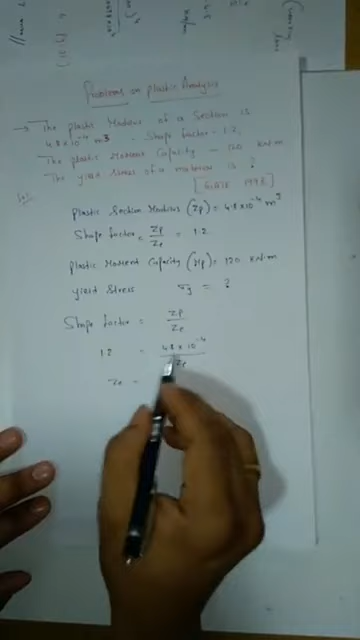 Problems on plastic Analysis
→ The plastic Modulus of a Section is
4.8 x 10⁻⁴ m³. Shape factor = 1.2.
The plastic Moment Capacity = 120 kN.m
The yield stress of a material is ?
[GATE 1998]
Sol:
plastic Section Modulus (Zp) = 4.8 x 10⁻⁴ m³
Shape factor = Zp/Ze = 1.2
plastic Moment Capacity (Mp) = 120 kN.m
yield stress σy = ?
Shape factor = Zp/Ze
1.2 = 4.8 x 10⁻⁴/Ze
Ze =